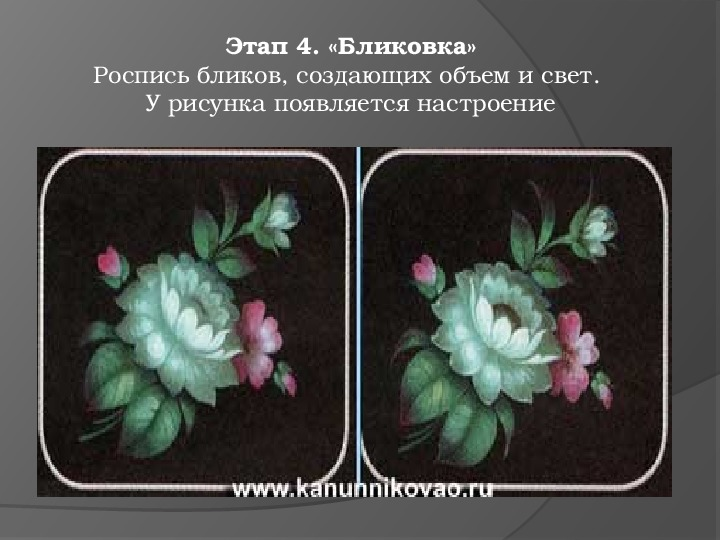 Этап 4. «Бликовка»
Роспись бликов, создающих объем и свет.
У рисунка появляется настроение
www.kanunnikovao.ru